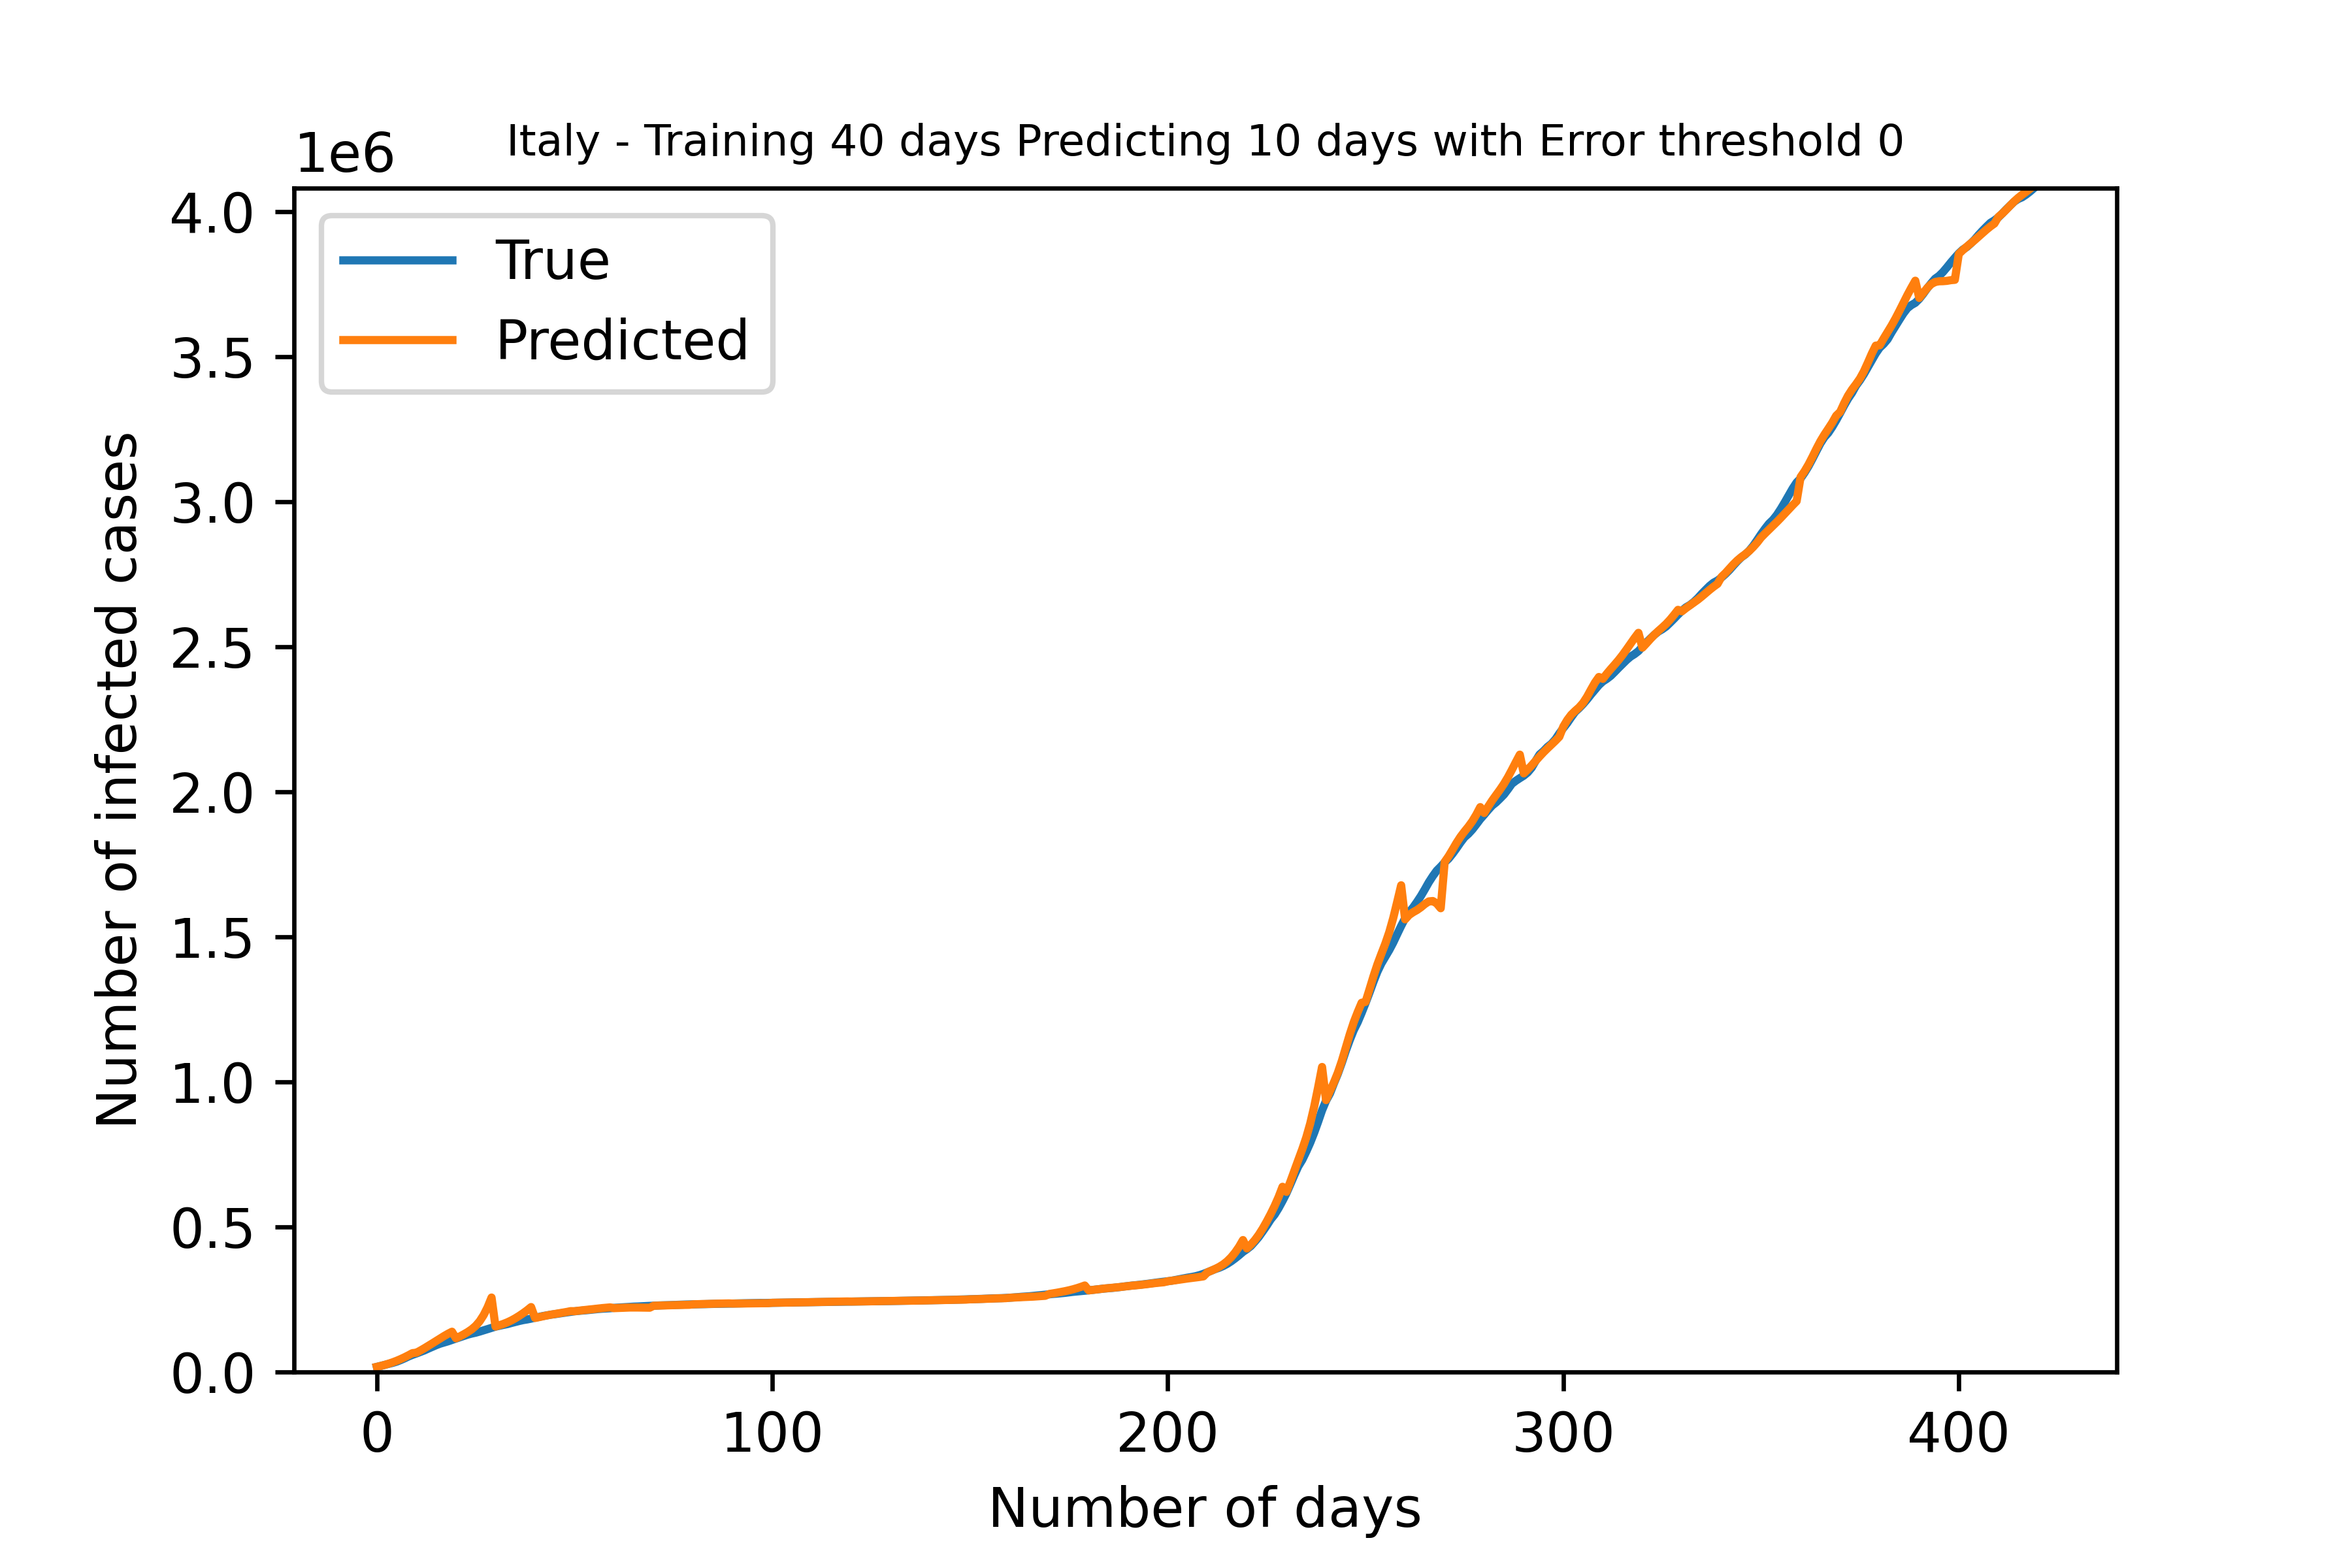 1e6
Italy - Training 40 days Predicting 10 days with Error threshold 0
4.0
3.5
3.0
2.5
2.0
1.5
1.0
0.5
0.0
True
Predicted
Number of infected cases
0 100 200 300 400
Number of days